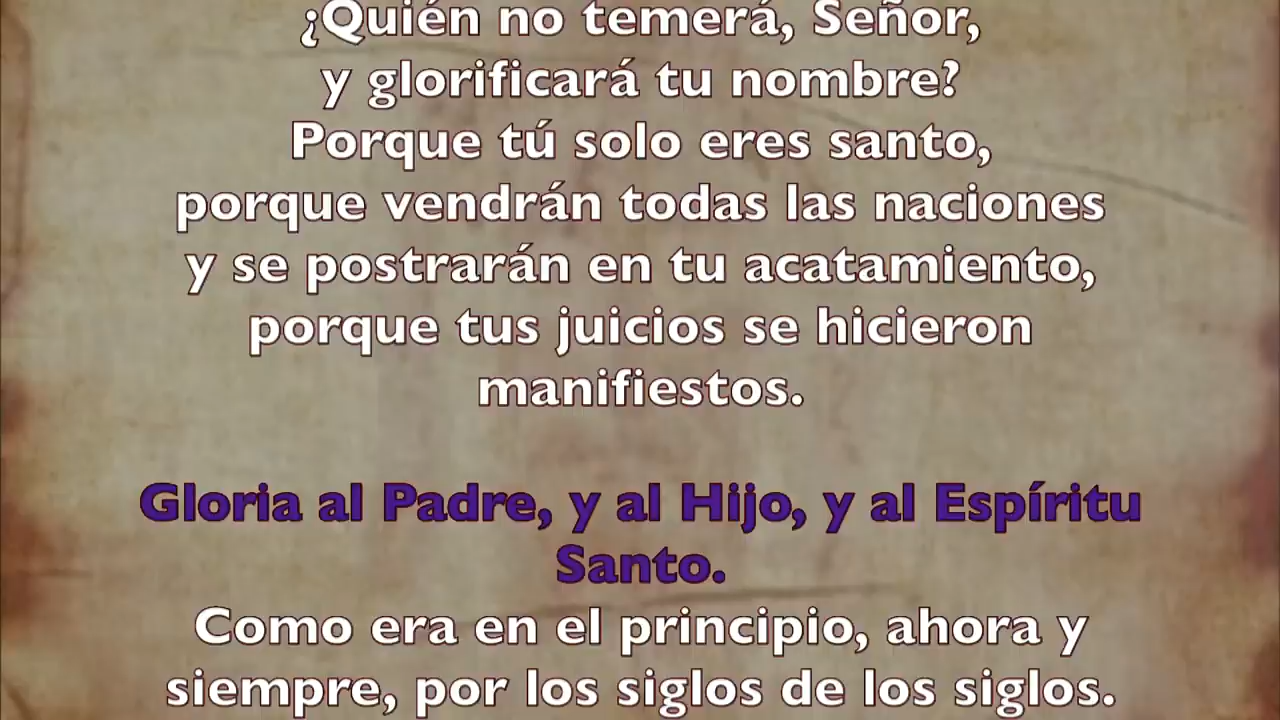 ¿Quién no temerá, Señor,
y glorificará tu nombre?
Porque tú solo eres santo,
porque vendrán todas las naciones
y se postrarán en tu acatamiento,
porque tus juicios se hicieron
manifiestos.
Gloria al Padre, y al Hijo, y al Espíritu
Santo.
Como era en el principio, ahora y
siempre, por los siglos de los siglos.